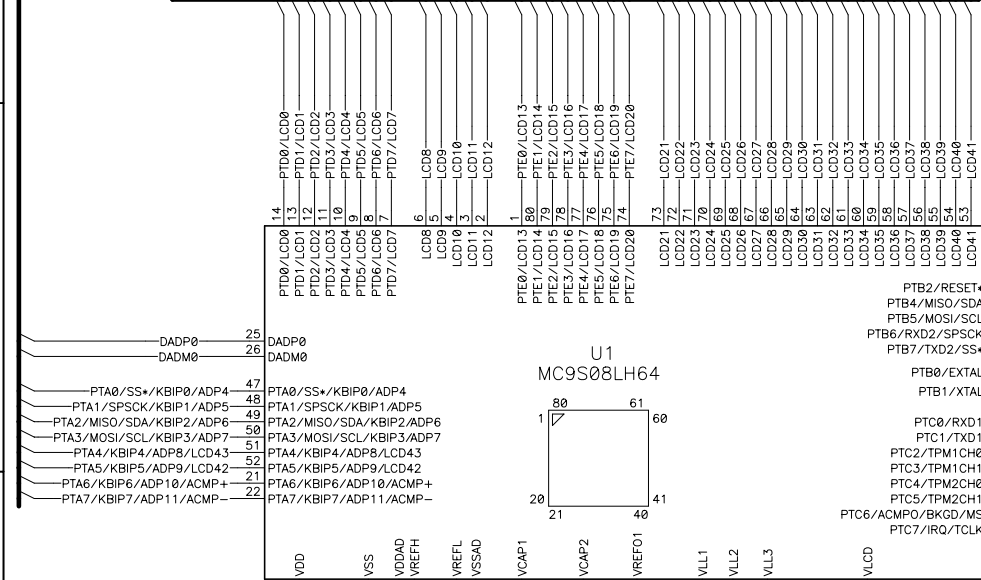 PTD0/LCD0 PTD1/LCD1 PTD2/LCD2 PTD3/LCD3 PTD4/LCD4 PTD5/LCD5 PTD6/LCD6 PTD7/LCD7 LCD8 LCD9 LCD10 LCD11 LCD12 PTE0/LCD13 PTE1/LCD14 PTE2/LCD15 PTE3/LCD16 PTE4/LCD17 PTE5/LCD18 PTE6/LCD19 PTE7/LCD20 LCD21 LCD22 LCD23 LCD24 LCD25 LCD26 LCD27 LCD28 LCD29 LCD30 LCD31 LCD32 LCD33 LCD34 LCD35 LCD36 LCD37 LCD38 LCD39 LCD40 LCD41
14 13 12 11 10 9 8 7 6 5 4 3 2 1 80 79 78 77 76 75 74 73 72 71 70 69 68 67 66 65 64 63 62 61 60 59 58 57 56 55 54 53
PTD0/LCD0 PTD1/LCD1 PTD2/LCD2 PTD3/LCD3 PTD4/LCD4 PTD5/LCD5 PTD6/LCD6 PTD7/LCD7 LCD8 LCD9 LCD10 LCD11 LCD12 PTE0/LCD13 PTE1/LCD14 PTE2/LCD15 PTE3/LCD16 PTE4/LCD17 PTE5/LCD18 PTE6/LCD19 PTE7/LCD20 LCD21 LCD22 LCD23 LCD24 LCD25 LCD26 LCD27 LCD28 LCD29 LCD30 LCD31 LCD32 LCD33 LCD34 LCD35 LCD36 LCD37 LCD38 LCD39 LCD40 LCD41
PTB2/RESET*
PTB4/MISO/SDA
PTB5/MOSI/SCL
PTB6/RXD2/SPSCK
PTB7/TXD2/SS*
PTB0/EXTAL
PTB1/XTAL
PTC0/RXD1
PTC1/TXD1
PTC2/TPM1CH0
PTC3/TPM1CH1
PTC4/TPM2CH0
PTC5/TPM2CH1
PTC6/ACMPO/BKGD/MS
PTC7/IRQ/TCLK
DADP0 25 DADP0
DADM0 26 DADM0
PTA0/SS*/KBIP0/ADP4 47 PTA0/SS*/KBIP0/ADP4
PTA1/SPSCK/KBIP1/ADP5 48 PTA1/SPSCK/KBIP1/ADP5
PTA2/MISO/SDA/KBIP2/ADP6 49 PTA2/MISO/SDA/KBIP2/ADP6
PTA3/MOSI/SCL/KBIP3/ADP7 50 PTA3/MOSI/SCL/KBIP3/ADP7
PTA4/KBIP4/ADP8/LCD43 51 PTA4/KBIP4/ADP8/LCD43
PTA5/KBIP5/ADP9/LCD42 52 PTA5/KBIP5/ADP9/LCD42
PTA6/KBIP6/ADP10/ACMP+ 21 PTA6/KBIP6/ADP10/ACMP+
PTA7/KBIP7/ADP11/ACMP- 22 PTA7/KBIP7/ADP11/ACMP-
U1
MC9S08LH64
80 61
1 60
20 41
21 40
VDD VSS VDDAD VREFH VREFL VSSAD VCAP1 VCAP2 VREFO1 VLL1 VLL2 VLL3 VLCD